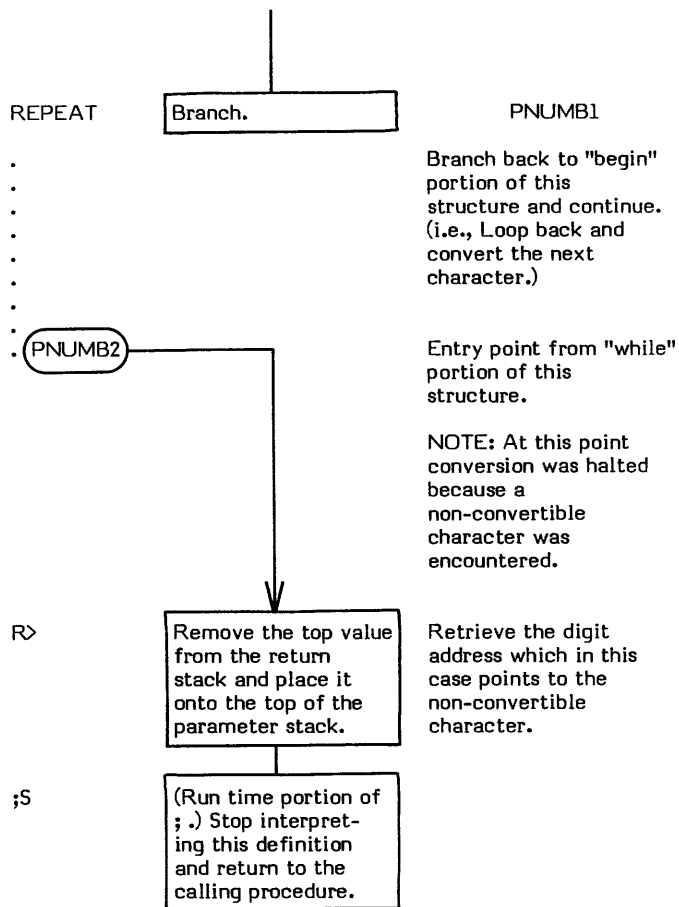 REPEAT
Branch.
PNUMB1
Branch back to "begin"
portion of this
structure and continue.
(i.e., Loop back and
convert the next
character.)
.
.
.
.
.
.
.
.
. PNUMB2
Entry point from "while"
portion of this
structure.
NOTE: At this point
conversion was halted
because a
non-convertible
character was
encountered.
R>
Remove the top value
from the return
stack and place it
onto the top of the
parameter stack.
Retrieve the digit
address which in this
case points to the
non-convertible
character.
;S
(Run time portion of
; .) Stop interpret-
ing this definition
and return to the
calling procedure.